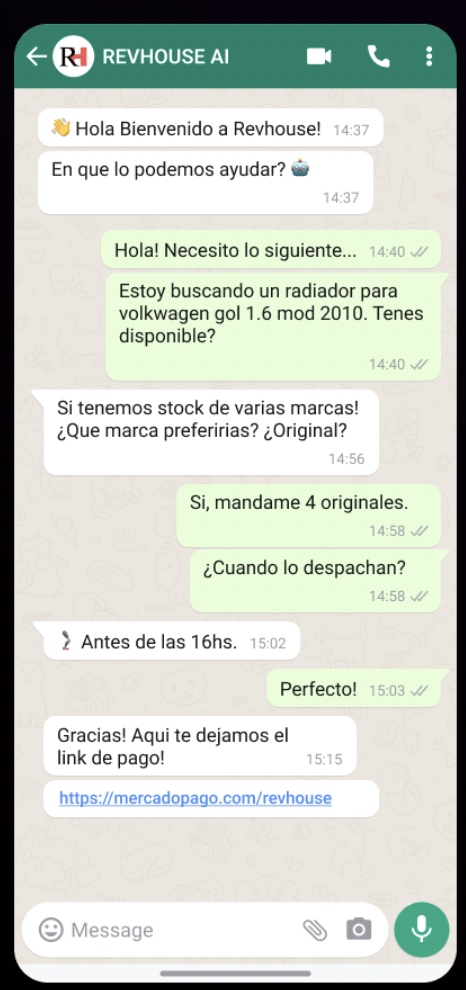 RH REVHOUSE AI
👋 Hola Bienvenido a Revhouse! 14:37
En que lo podemos ayudar? 🤖
14:37
Hola! Necesito lo siguiente... 14:40
Estoy buscando un radiador para
volkwagen gol 1.6 mod 2010. Tenes
disponible?
14:40
Si tenemos stock de varias marcas!
¿Que marca preferirias? ¿Original?
14:56
Si, mandame 4 originales.
14:58
¿Cuando lo despachan?
14:58
Antes de las 16hs. 15:02
Perfecto! 15:03
Gracias! Aqui te dejamos el
link de pago! 15:15
https://mercadopago.com/revhouse
Message